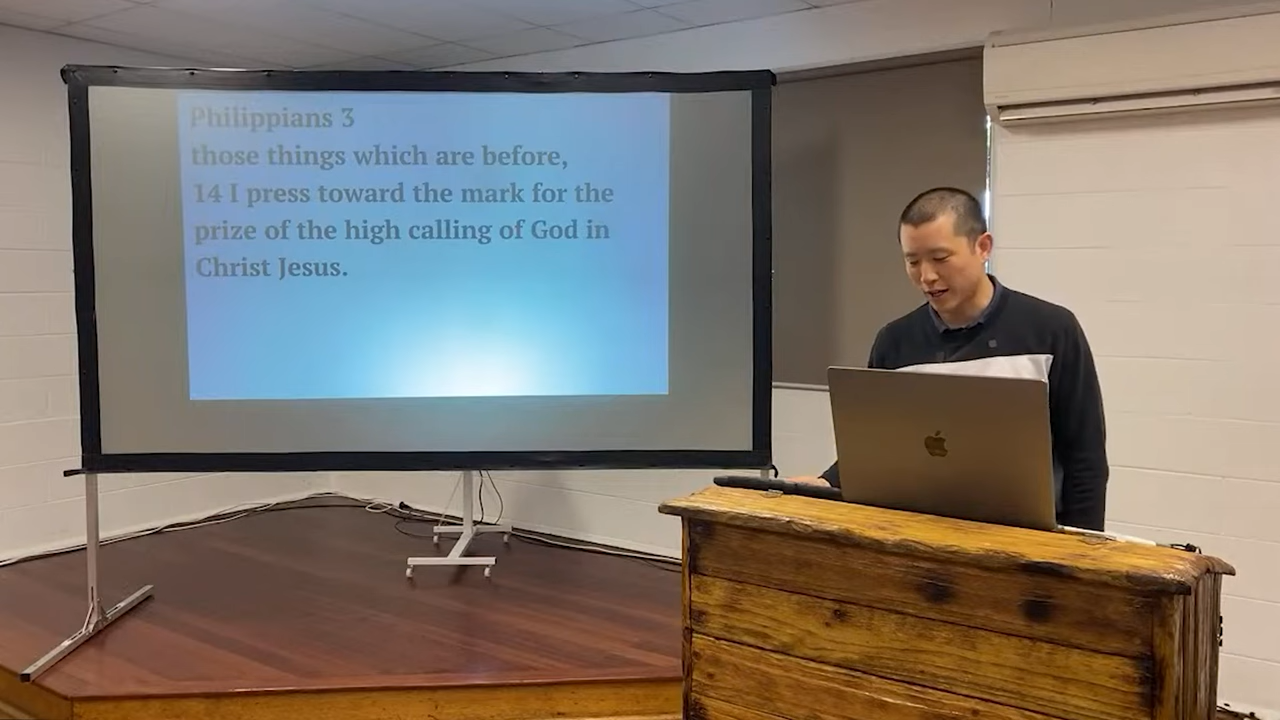 Philippians 3
those things which are before,
14 I press toward the mark for the
prize of the high calling of God in
Christ Jesus.